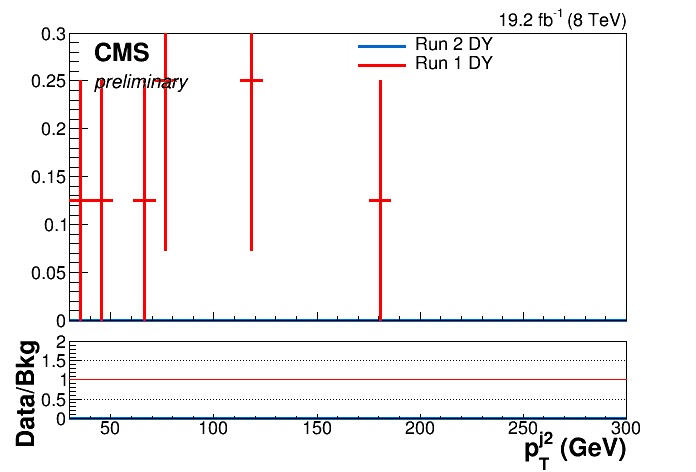 19.2 fb-1 (8 TeV)
CMS
preliminary
Run 2 DY
Run 1 DY
0.3
0.25
0.2
0.15
0.1
0.05
0
Data/Bkg
2
1.5
1
0.5
0
50 100 150 200 250 300
p_T^j2 (GeV)